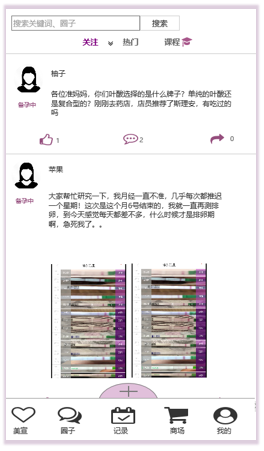 搜索关键词、圈子 搜索
关注 热门 课程
柚子
备孕中
各位准妈妈，你们叶酸选择的是什么牌子？单纯的叶酸还
是复合型的？刚刚去药店，店员推荐了斯理安，有吃过的
吗
1 2 0
苹果
备孕中
大家帮忙研究一下，我月经一直不准，几乎每次都推迟
一个星期！这次是这个月6号结束的，我就一直再测排
卵，到今天感觉每天都差不多，什么时候才是排卵期
啊，急死我了。。
美宣 圈子 记录 商场 我的